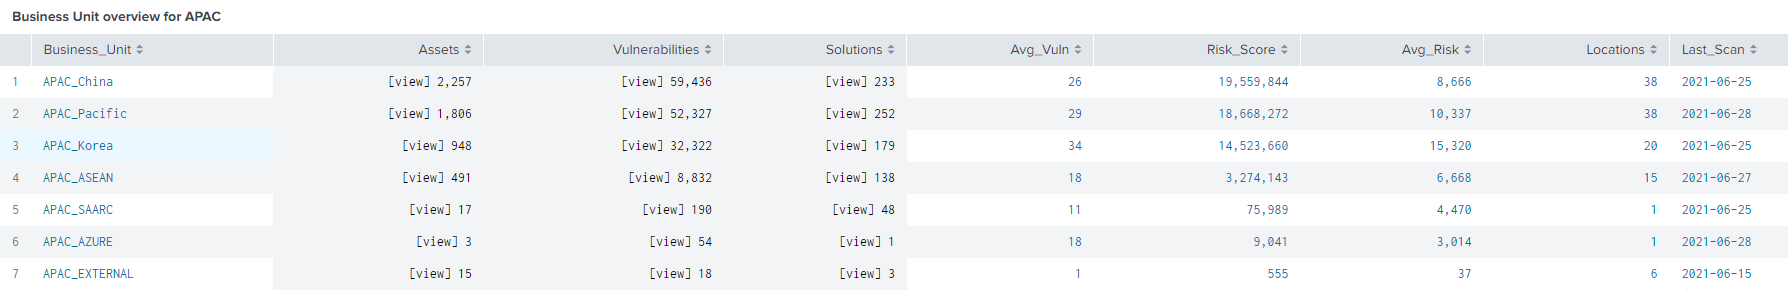 Business Unit overview for APAC
Business_Unit Assets Vulnerabilities Solutions Avg_Vuln Risk_Score Avg_Risk Locations Last_Scan
1 APAC_China [view] 2,257 [view] 59,436 [view] 233 26 19,559,844 8,666 38 2021-06-25
2 APAC_Pacific [view] 1,806 [view] 52,327 [view] 252 29 18,668,272 10,337 38 2021-06-28
3 APAC_Korea [view] 948 [view] 32,322 [view] 179 34 14,523,660 15,320 20 2021-06-25
4 APAC_ASEAN [view] 491 [view] 8,832 [view] 138 18 3,274,143 6,668 15 2021-06-27
5 APAC_SAARC [view] 17 [view] 190 [view] 48 11 75,989 4,470 1 2021-06-25
6 APAC_AZURE [view] 3 [view] 54 [view] 1 18 9,041 3,014 1 2021-06-28
7 APAC_EXTERNAL [view] 15 [view] 18 [view] 3 1 555 37 6 2021-06-15